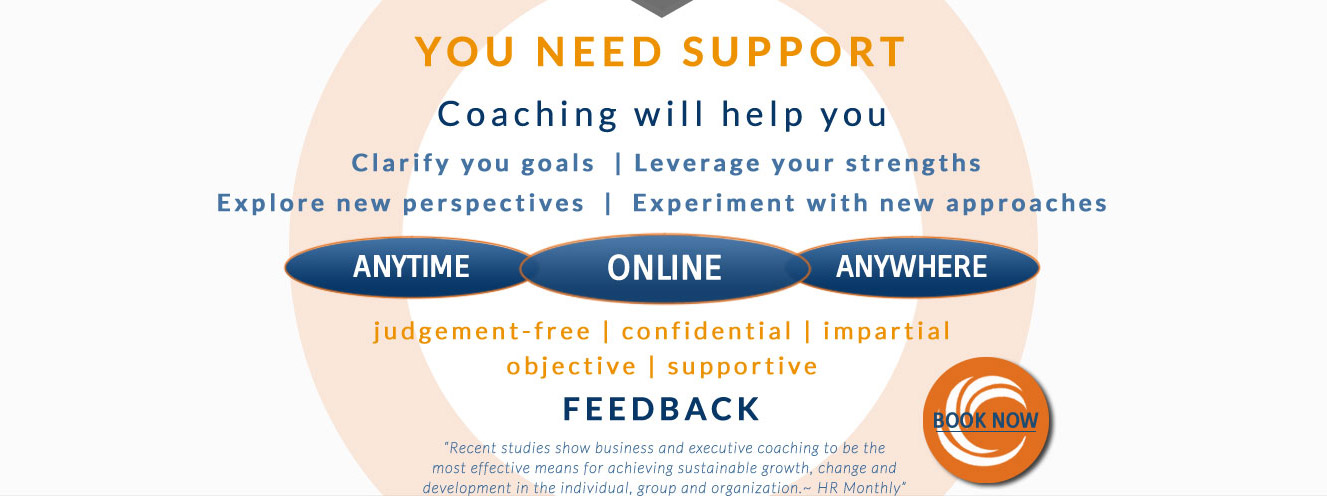 YOU NEED SUPPORT
Coaching will help you
Clarify you goals | Leverage your strengths
Explore new perspectives | Experiment with new approaches
ANYTIME ONLINE ANYWHERE
judgement-free | confidential | impartial
objective | supportive
FEEDBACK
BOOK NOW
“Recent studies show business and executive coaching to be the
most effective means for achieving sustainable growth, change and
development in the individual, group and organization.~ HR Monthly”